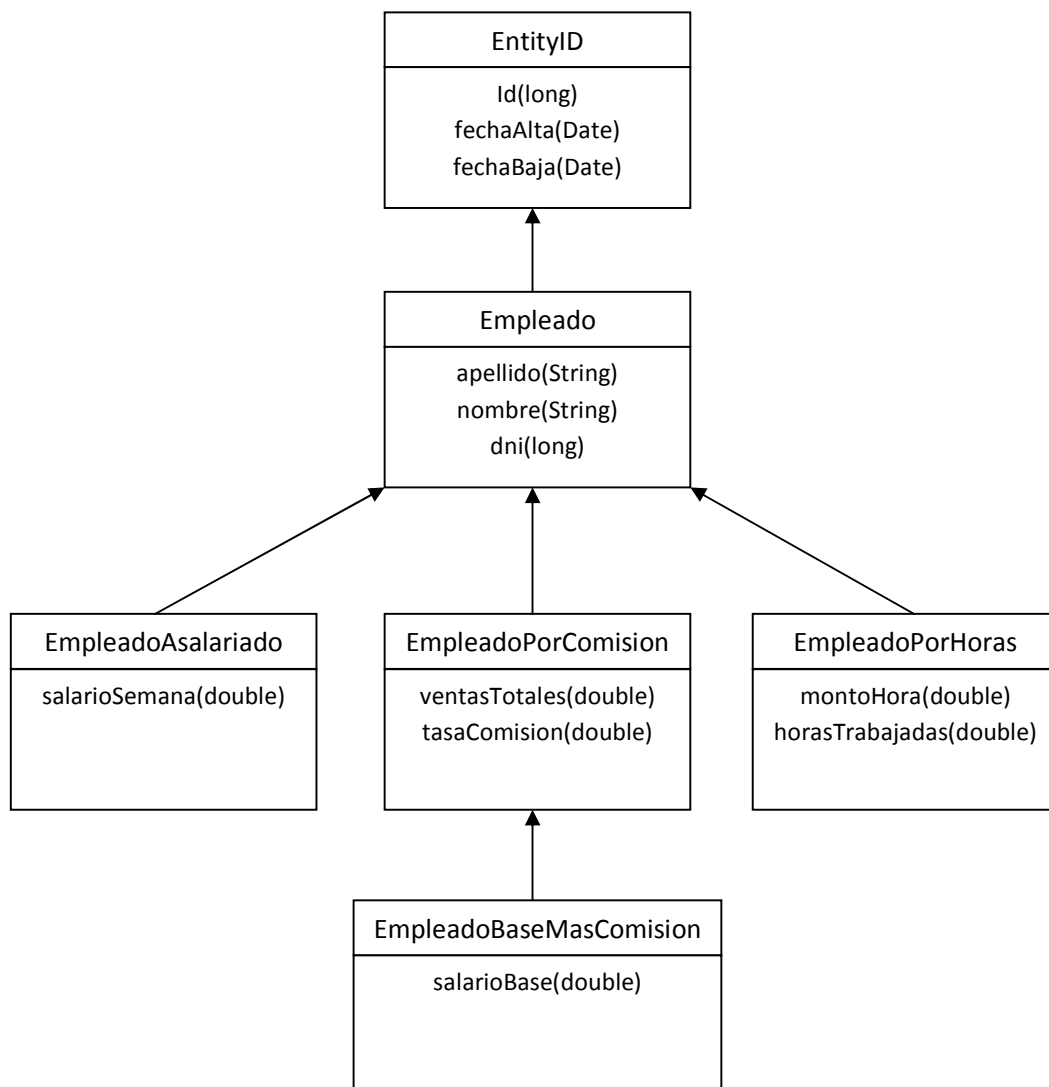 EntityID
Id(long)
fechaAlta(Date)
fechaBaja(Date)
Empleado
apellido(String)
nombre(String)
dni(long)
EmpleadoAsalariado
salarioSemana(double)
EmpleadoPorComision
ventasTotales(double)
tasaComision(double)
EmpleadoPorHoras
montoHora(double)
horasTrabajadas(double)
EmpleadoBaseMasComision
salarioBase(double)